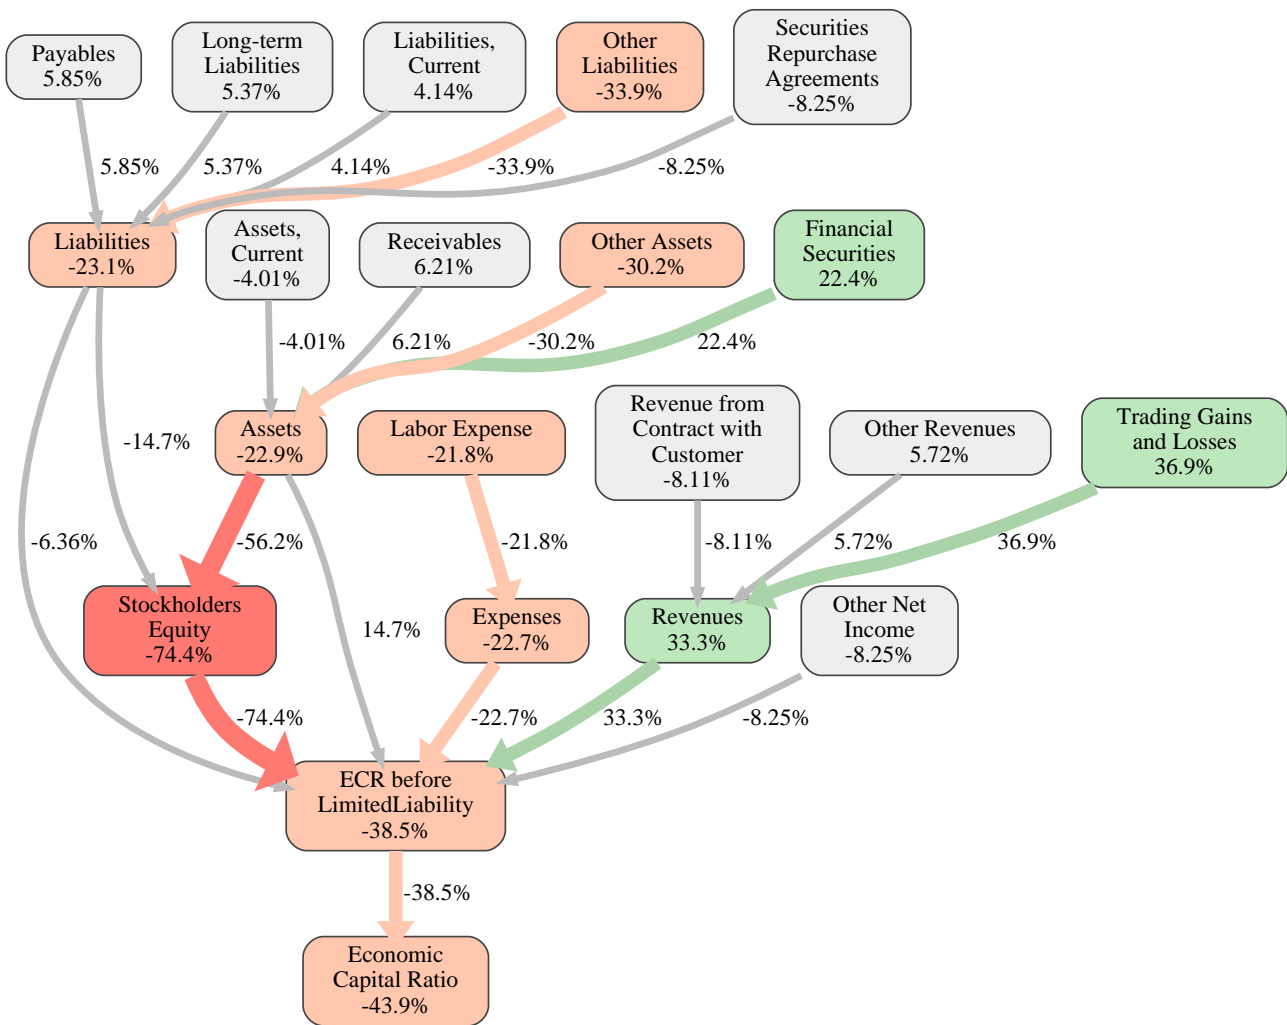 Payables
5.85%
Long-term
Liabilities
5.37%
Liabilities,
Current
4.14%
Other
Liabilities
-33.9%
Securities
Repurchase
Agreements
-8.25%
5.85%
5.37%
4.14%
-33.9%
-8.25%
Liabilities
-23.1%
Assets,
Current
-4.01%
Receivables
6.21%
Other Assets
-30.2%
Financial
Securities
22.4%
-4.01%
6.21%
-30.2%
22.4%
-14.7%
Assets
-22.9%
Labor Expense
-21.8%
Revenue from
Contract with
Customer
-8.11%
Other Revenues
5.72%
Trading Gains
and Losses
36.9%
-6.36%
-56.2%
-21.8%
-8.11%
5.72%
36.9%
Stockholders
Equity
-74.4%
14.7%
Expenses
-22.7%
Revenues
33.3%
Other Net
Income
-8.25%
-74.4%
-22.7%
33.3%
-8.25%
ECR before
LimitedLiability
-38.5%
-38.5%
Economic
Capital Ratio
-43.9%